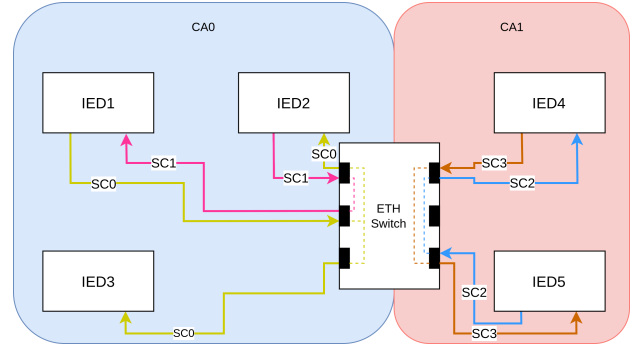 CA0
CA1
IED1
IED2
IED4
SC0
SC1
SC3
SC1
SC0
SC2
ETH
Switch
IED3
IED5
SC2
SC0
SC3